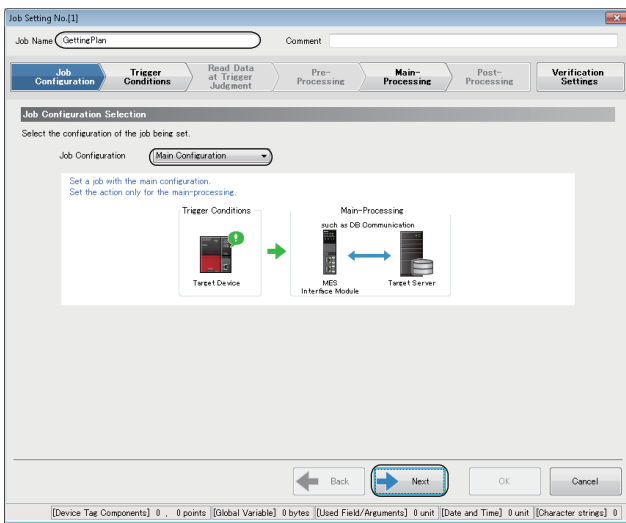 Job Setting No.[1]
Job Name GettingPlan Comment
Job Configuration
Trigger Conditions
Read Data at Trigger Judgment
Pre-Processing
Main-Processing
Post-Processing
Verification Settings
Job Configuration Selection
Select the configuration of the job being set.
Job Configuration Main Configuration
Set a job with the main configuration.
Set the action only for the main-processing.
Trigger Conditions Main-Processing
such as DB Communication
Target Device
MES Interface Module
Target Server
Back Next OK Cancel
[Device Tag Components] 0 , 0 points [Global Variable] 0 bytes [Used Field/Arguments] 0 unit [Date and Time] 0 unit [Character strings] 0